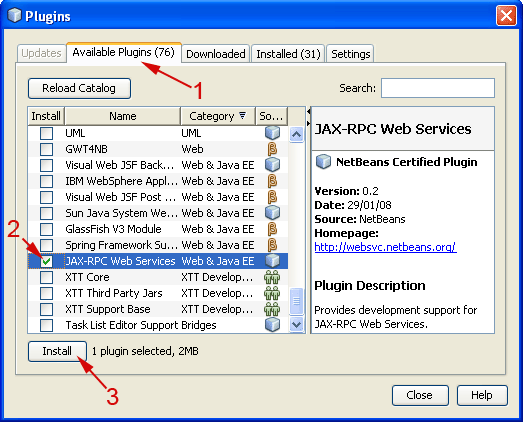 Plugins
Updates Available Plugins (76) Downloaded Installed (31) Settings
1
Reload Catalog Search:
Install Name Category So...
UML UML
GWT4NB Web
Visual Web JSF Back... Web & Java EE
IBM WebSphere Appl... Web & Java EE
Visual Web JSF Post ... Web & Java EE
Sun Java System We... Web & Java EE
GlassFish V3 Module Web & Java EE
Spring Framework Su... Web & Java EE
2
JAX-RPC Web Services Web & Java EE
XTT Core XTT Develop...
XTT Third Party Jars XTT Develop...
XTT Support Base XTT Develop...
Task List Editor Support Bridges
JAX-RPC Web Services
NetBeans Certified Plugin
Version: 0.2
Date: 29/01/08
Source: NetBeans
Homepage:
http://websvc.netbeans.org/
Plugin Description
Provides development support for
JAX-RPC Web Services.
Install 1 plugin selected, 2MB
3
Close Help